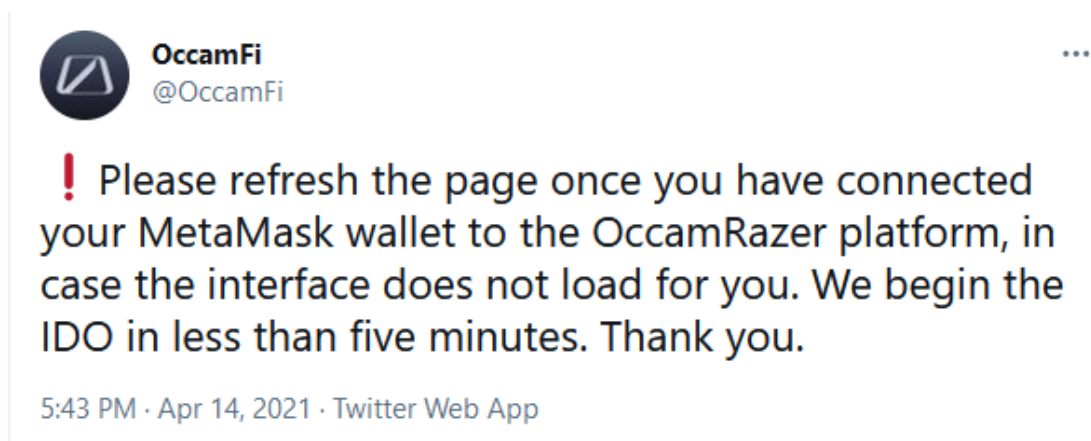 OccamFi
@OccamFi
❗ Please refresh the page once you have connected
your MetaMask wallet to the OccamRazer platform, in
case the interface does not load for you. We begin the
IDO in less than five minutes. Thank you.
5:43 PM · Apr 14, 2021 · Twitter Web App